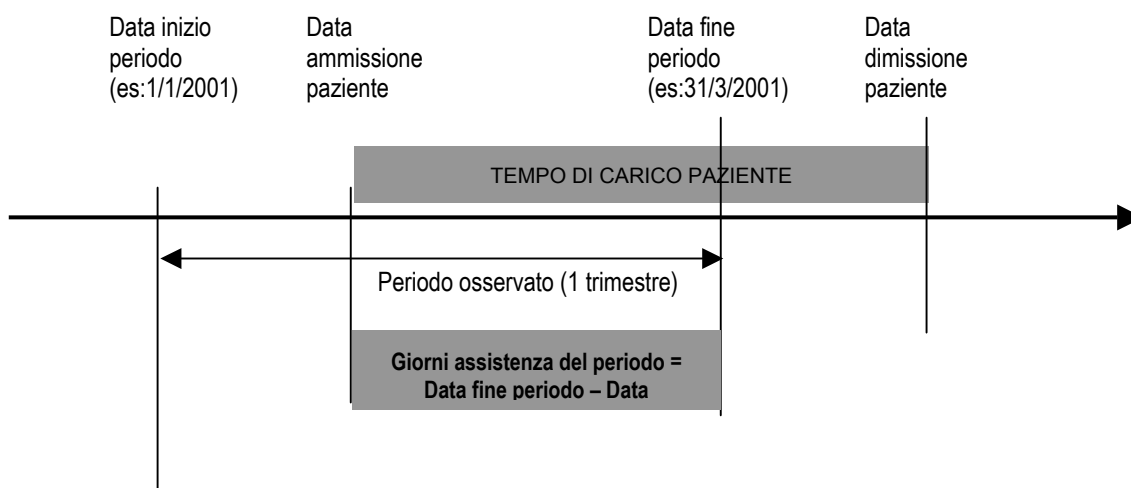 Data inizio
periodo
(es:1/1/2001)
Data
ammissione
paziente
Data fine
periodo
(es:31/3/2001)
Data
dimissione
paziente
TEMPO DI CARICO PAZIENTE
Periodo osservato (1 trimestre)
Giorni assistenza del periodo =
Data fine periodo – Data